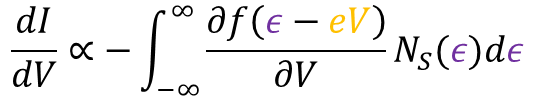 dI/dV ∝ − ∫_{−∞}^{∞} ∂f(ϵ − eV)/∂V N_S(ϵ)dϵ